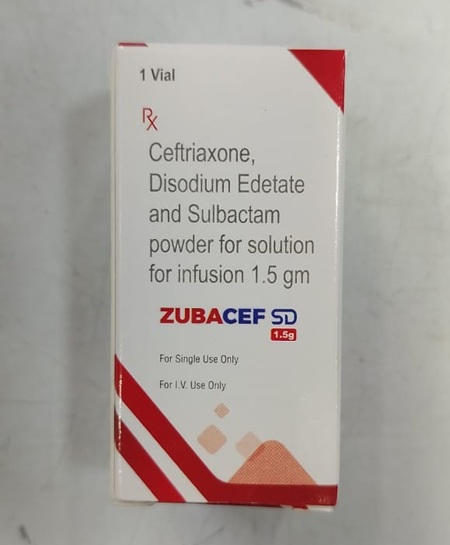 1 Vial
Rx
Ceftriaxone,
Disodium Edetate
and Sulbactam
powder for solution
for infusion 1.5 gm
ZUBACEF SD
1.5g
For Single Use Only
For I.V. Use Only